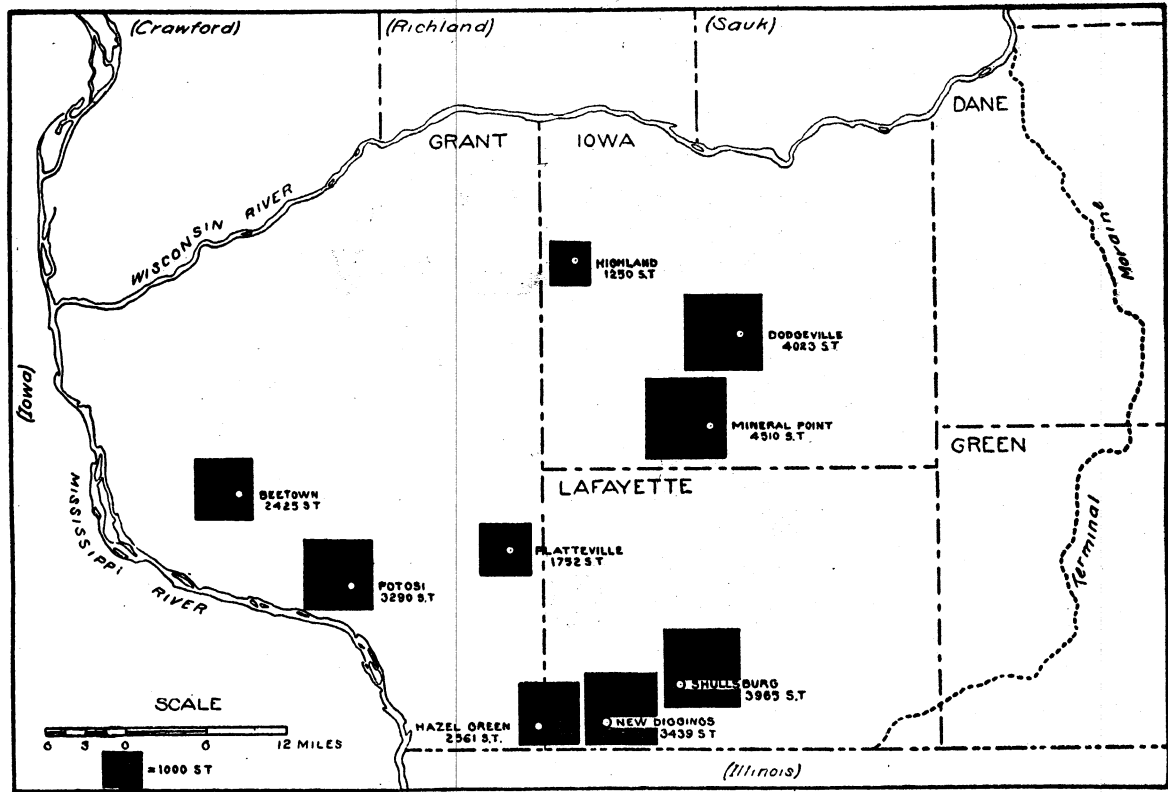 (Crawford)
(Richland)
(Sauk)
DANE
GRANT
IOWA
WISCONSIN RIVER
Moraine
HIGHLAND
1250 S.T
DODGEVILLE
4023 S.T
(Iowa)
MINERAL POINT
4510 S.T
GREEN
LAFAYETTE
BEETOWN
2425 S T
MISSISSIPPI
RIVER
PLATTEVILLE
1752 S T
Terminal
POTOSI
3290 S.T
SHULLSBURG
3965 S.T
SCALE
HAZEL GREEN
2561 S.T.
NEW DIGGINGS
3439 S T
6 3 0 6 12 MILES
=1000 S T
(Illinois)